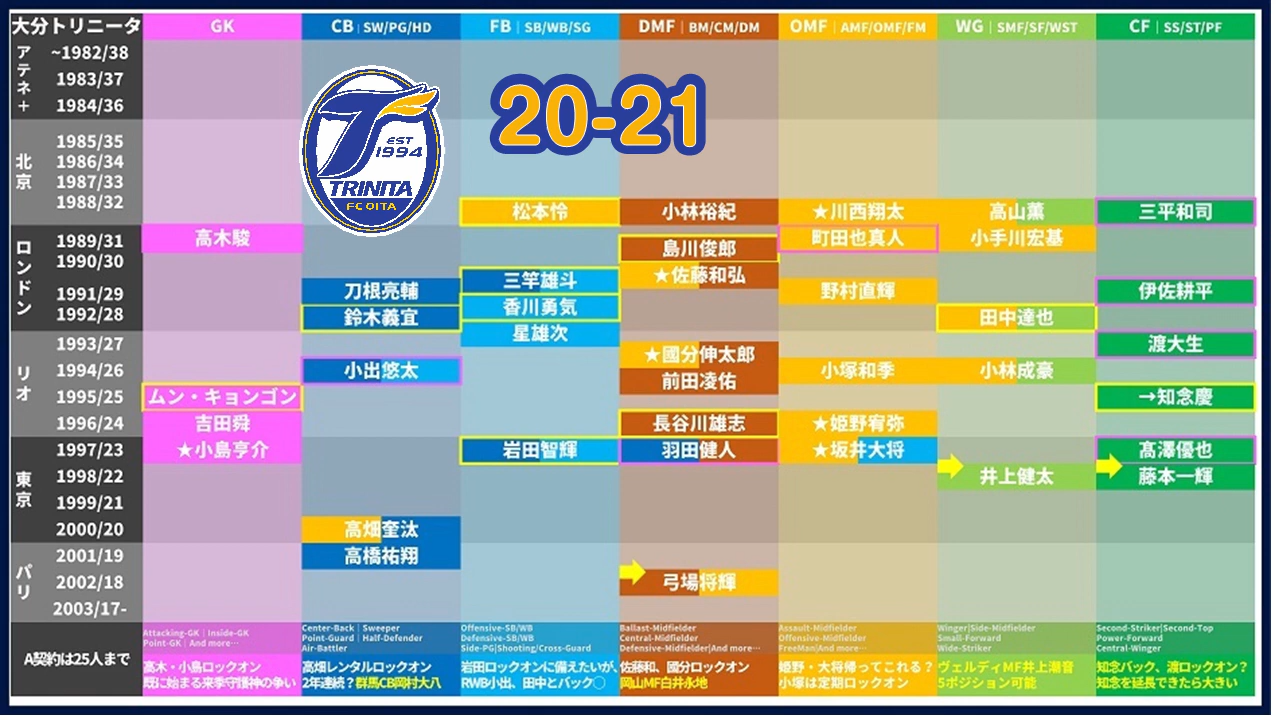 大分トリニータ GK CB | SW/PG/HD FB | SB/WB/SG DMF | BM/CM/DM OMF | AMF/OMF/FM WG | SMF/SF/WST CF | SS/ST/PF
アテネ+
~1982/38
1983/37
1984/36
EST
1994
TRINITA
FC OITA
20-21
北京
1985/35
1986/34
1987/33
1988/32
松本怜 小林裕紀 ★川西翔太 高山薫 三平和司
ロンドン
1989/31
高木駿 島川俊郎 町田也真人 小手川宏基
1990/30
三竿雄斗 ★佐藤和弘
1991/29
刀根亮輔 香川勇気 野村直輝 伊佐耕平
1992/28
鈴木義宜 星雄次 田中達也
リオ
1993/27
★國分伸太郎 渡大生
1994/26
小出悠太 前田凌佑 小塚和季 小林成豪
1995/25
ムン・キョンゴン →知念慶
1996/24
吉田舜 長谷川雄志 ★姫野宥弥
東京
1997/23
★小島亨介 岩田智輝 羽田健人 ★坂井大将 髙澤優也
1998/22
井上健太 藤本一輝
1999/21
2000/20
高畑奎汰
パリ
2001/19
高橋祐翔
2002/18
弓場将輝
2003/17-
A契約は25人まで
Attacking-GK | Inside-GK
Point-GK | And more…
高木・小島ロックオン
既に始まる来季守護神の争い
Center-Back | Sweeper
Point-Guard | Half-Defender
Air-Battler
高畑レンタルロックオン
2年連続？群馬CB岡村大八
Offensive-SB/WB
Defensive-SB/WB
Side-PG|Shooting/Cross-Guard
岩田ロックオンに備えたいが、
RWB小出、田中とバック◯
Ballast-Midfielder
Central-Midfielder
Defensive-Midfielder|And more…
佐藤和、國分ロックオン
岡山MF白井永地
Assault-Midfielder
Offensive-Midfielder
FreeMan|And more…
姫野・大将帰ってこれる？
小塚は定期ロックオン
Winger|Side-Midfielder
Small-Forward
Wide-Striker
ヴェルディMF井上潮音
5ポジション可能
Second-Striker|Second-Top
Power-Forward
Central-Winger
知念バック、渡ロックオン？
知念を延長できたら大きい